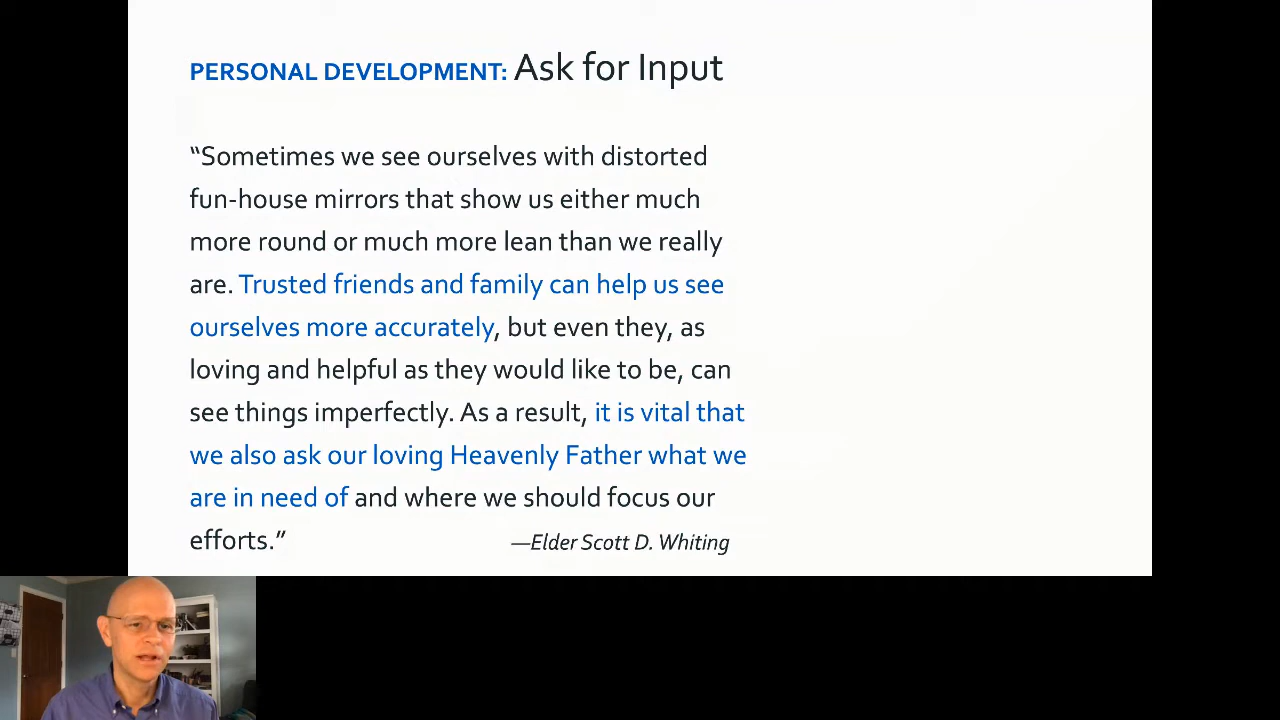 PERSONAL DEVELOPMENT: Ask for Input
“Sometimes we see ourselves with distorted
fun-house mirrors that show us either much
more round or much more lean than we really
are. Trusted friends and family can help us see
ourselves more accurately, but even they, as
loving and helpful as they would like to be, can
see things imperfectly. As a result, it is vital that
we also ask our loving Heavenly Father what we
are in need of and where we should focus our
efforts.”
—Elder Scott D. Whiting